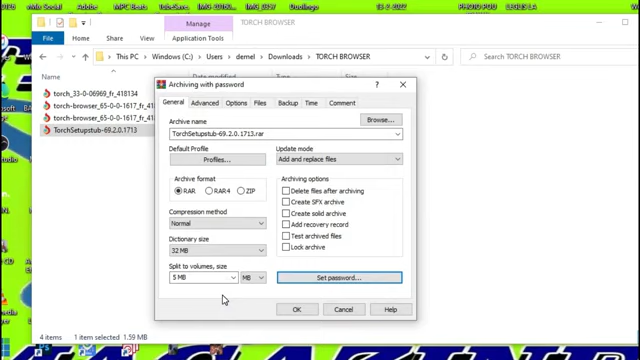 Manage
TORCH BROWSER
File
Home
Share
View
Application Tools
This PC > Windows (C:) > Users > demel > Downloads > TORCH BROWSER
Search TORCH BROWSER
Name
torch_33-0-06969_fr_418134
torch-browser_65-0-0-1617_fr_418
torch-browser_65-0-0-1617_fr_418
TorchSetupstub-69.2.0.1713
Archiving with password
General Advanced Options Files Backup Time Comment
Archive name
Browse...
TorchSetupstub-69.2.0.1713.rar
Default Profile
Update mode
Profiles...
Add and replace files
Archive format
Archiving options
RAR RAR4 ZIP
Delete files after archiving
Create SFX archive
Compression method
Create solid archive
Normal
Add recovery record
Dictionary size
Test archived files
32 MB
Lock archive
Split to volumes, size
5 MB
MB
Set password...
OK Cancel Help
4 items 1 item selected 1.59 MB